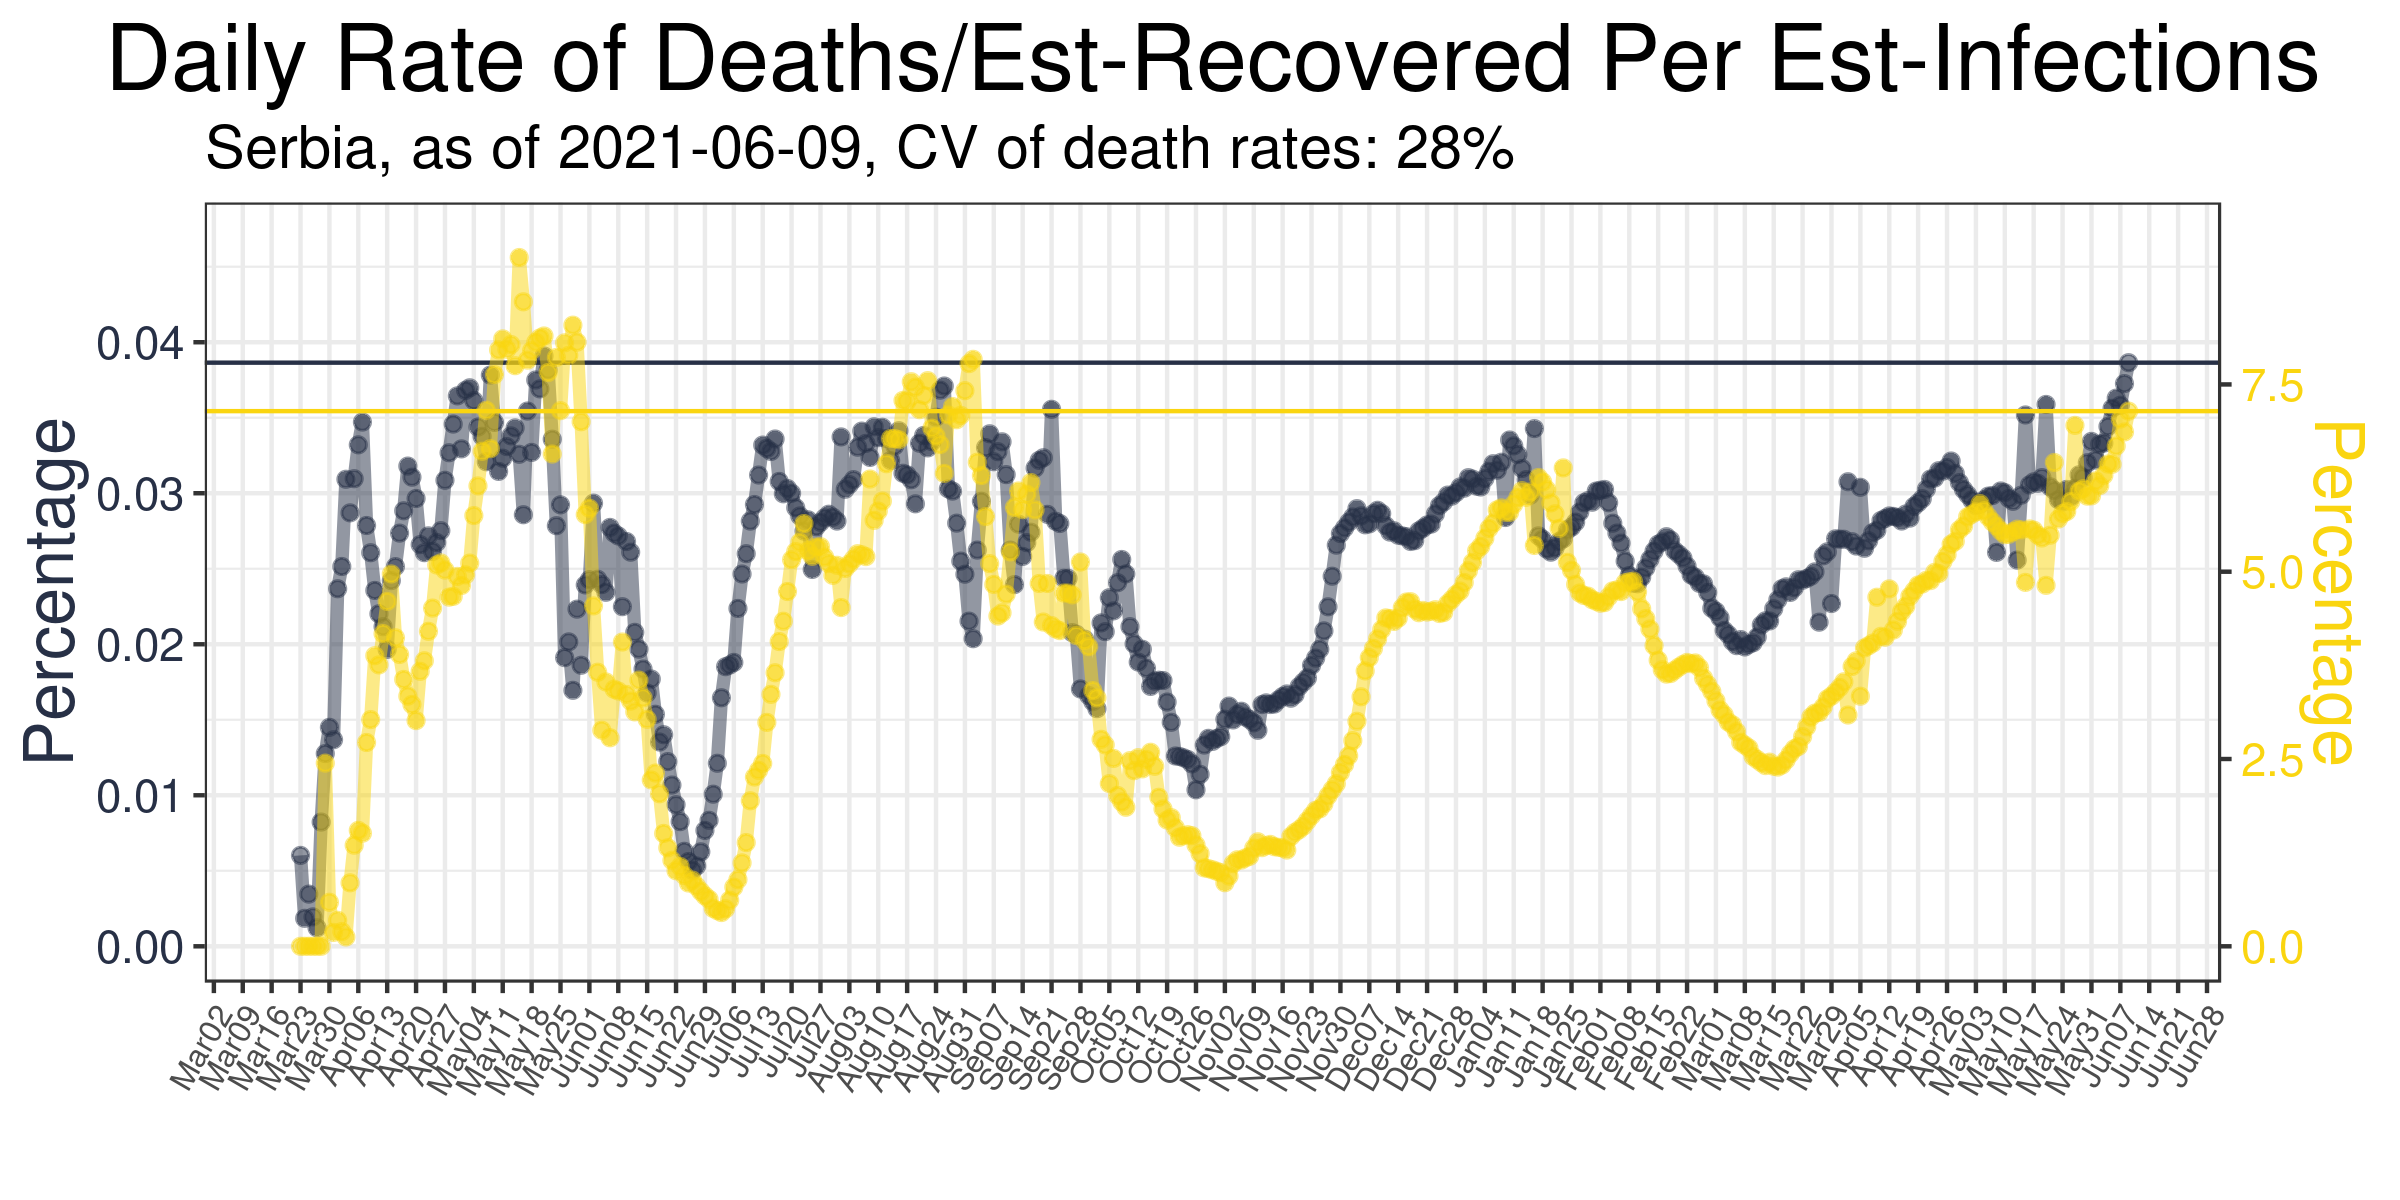 Daily Rate of Deaths/Est-Recovered Per Est-Infections
Serbia, as of 2021-06-09, CV of death rates: 28%
Percentage
0.04
0.03
0.02
0.01
0.00
7.5
5.0
2.5
0.0
Percentage
Mar02
Mar09
Mar16
Mar23
Mar30
Apr06
Apr13
Apr20
Apr27
May04
May11
May18
May25
Jun01
Jun08
Jun15
Jun22
Jun29
Jul06
Jul13
Jul20
Jul27
Aug03
Aug10
Aug17
Aug24
Aug31
Sep07
Sep14
Sep21
Sep28
Oct05
Oct12
Oct19
Oct26
Nov02
Nov09
Nov16
Nov23
Nov30
Dec07
Dec14
Dec21
Dec28
Jan04
Jan11
Jan18
Jan25
Feb01
Feb08
Feb15
Feb22
Mar01
Mar08
Mar15
Mar22
Mar29
Apr05
Apr12
Apr19
Apr26
May03
May10
May17
May24
May31
Jun07
Jun14
Jun21
Jun28